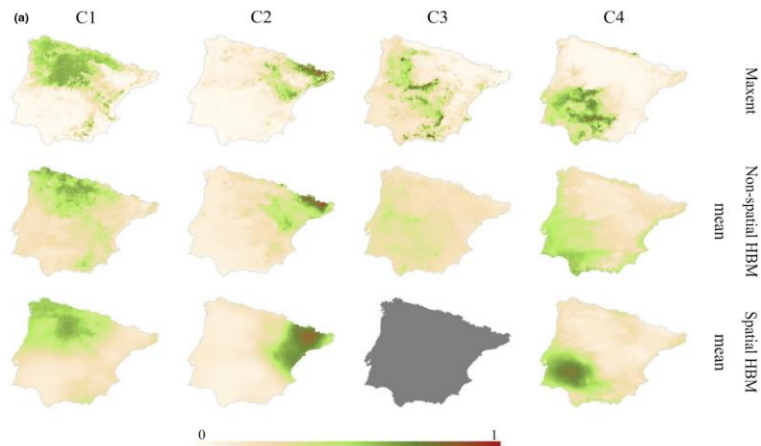 (a) C1 C2 C3 C4
Maxent
Non-spatial HBM
mean
Spatial HBM
mean
0 1